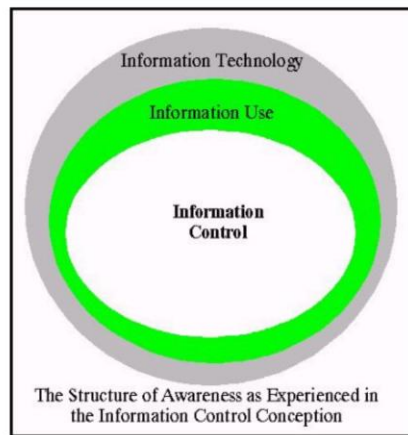 Information Technology
Information Use
Information
Control
The Structure of Awareness as Experienced in
the Information Control Conception